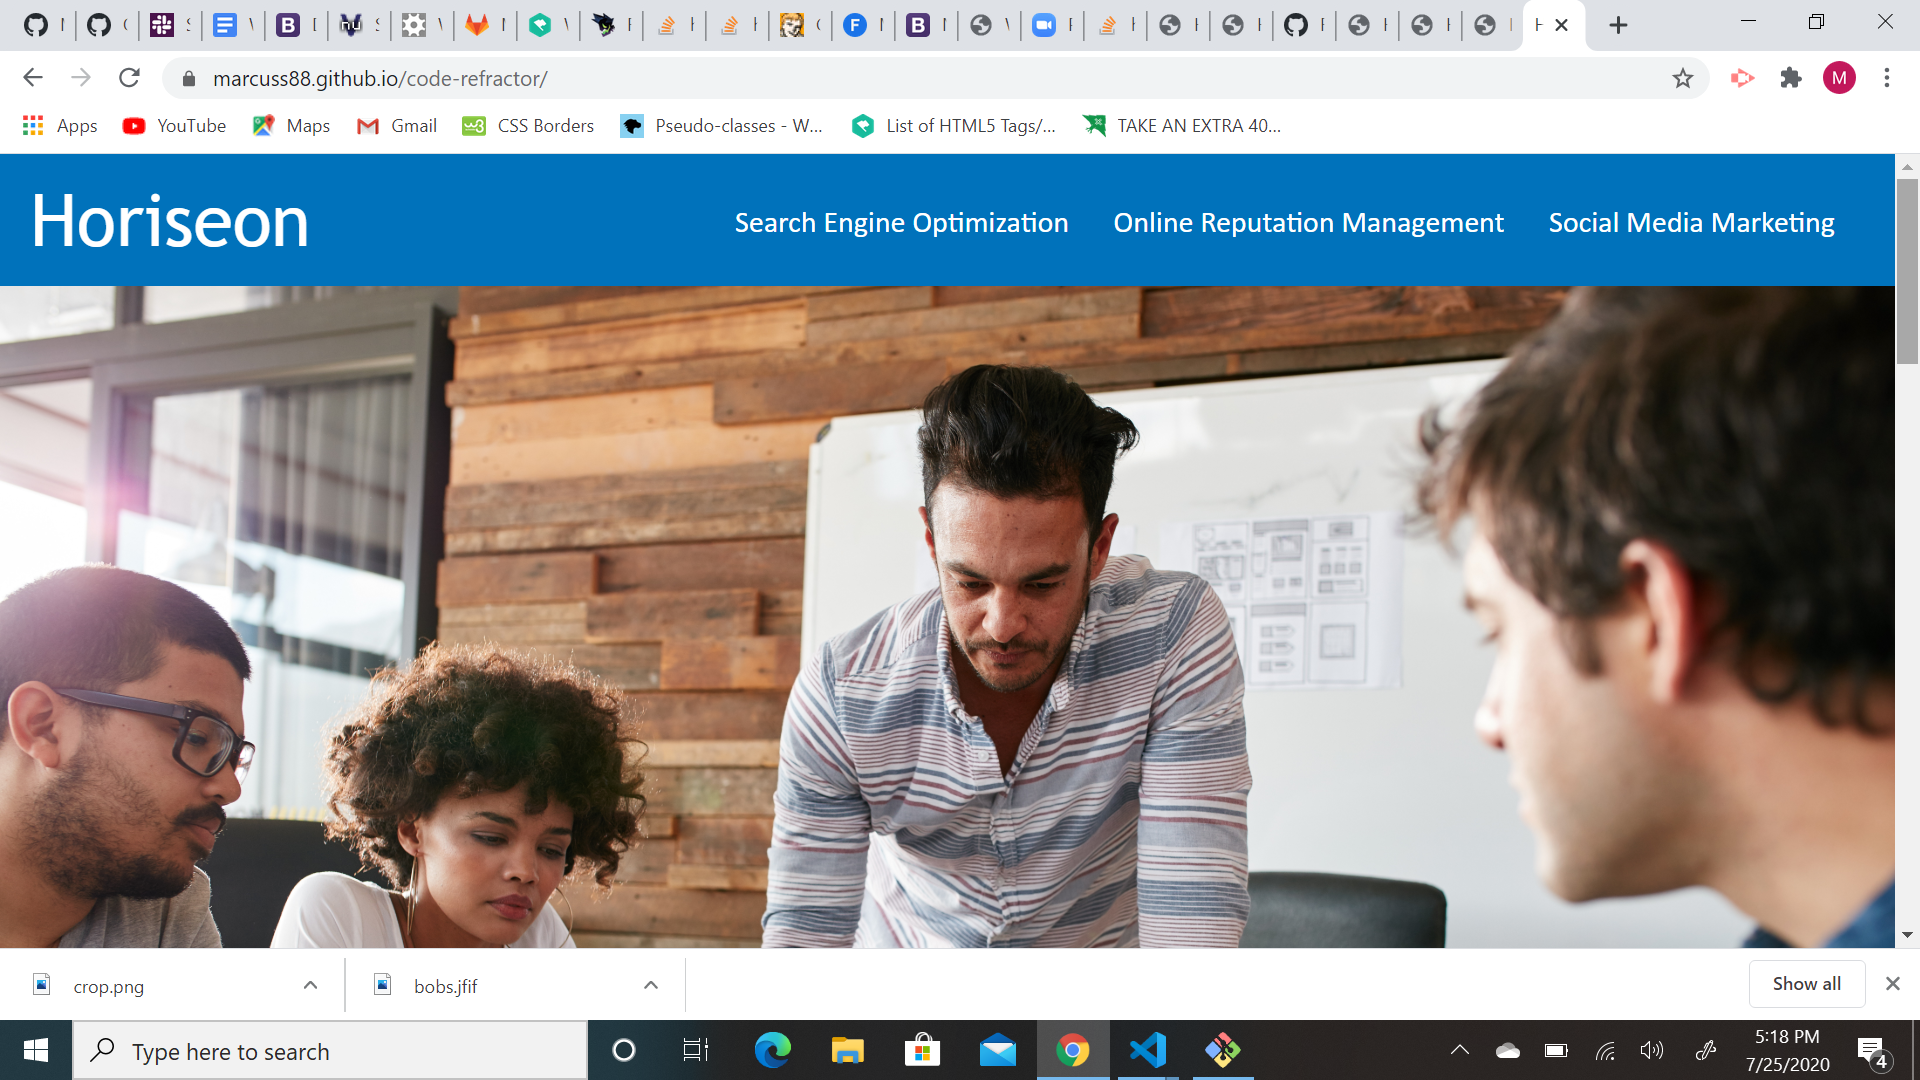 marcuss88.github.io/code-refractor/
M
Apps
YouTube
Maps
Gmail
CSS Borders
Pseudo-classes - W...
List of HTML5 Tags/...
TAKE AN EXTRA 40...
Horiseon
Search Engine Optimization
Online Reputation Management
Social Media Marketing
crop.png
bobs.jfif
Show all
Type here to search
5:18 PM
7/25/2020
4